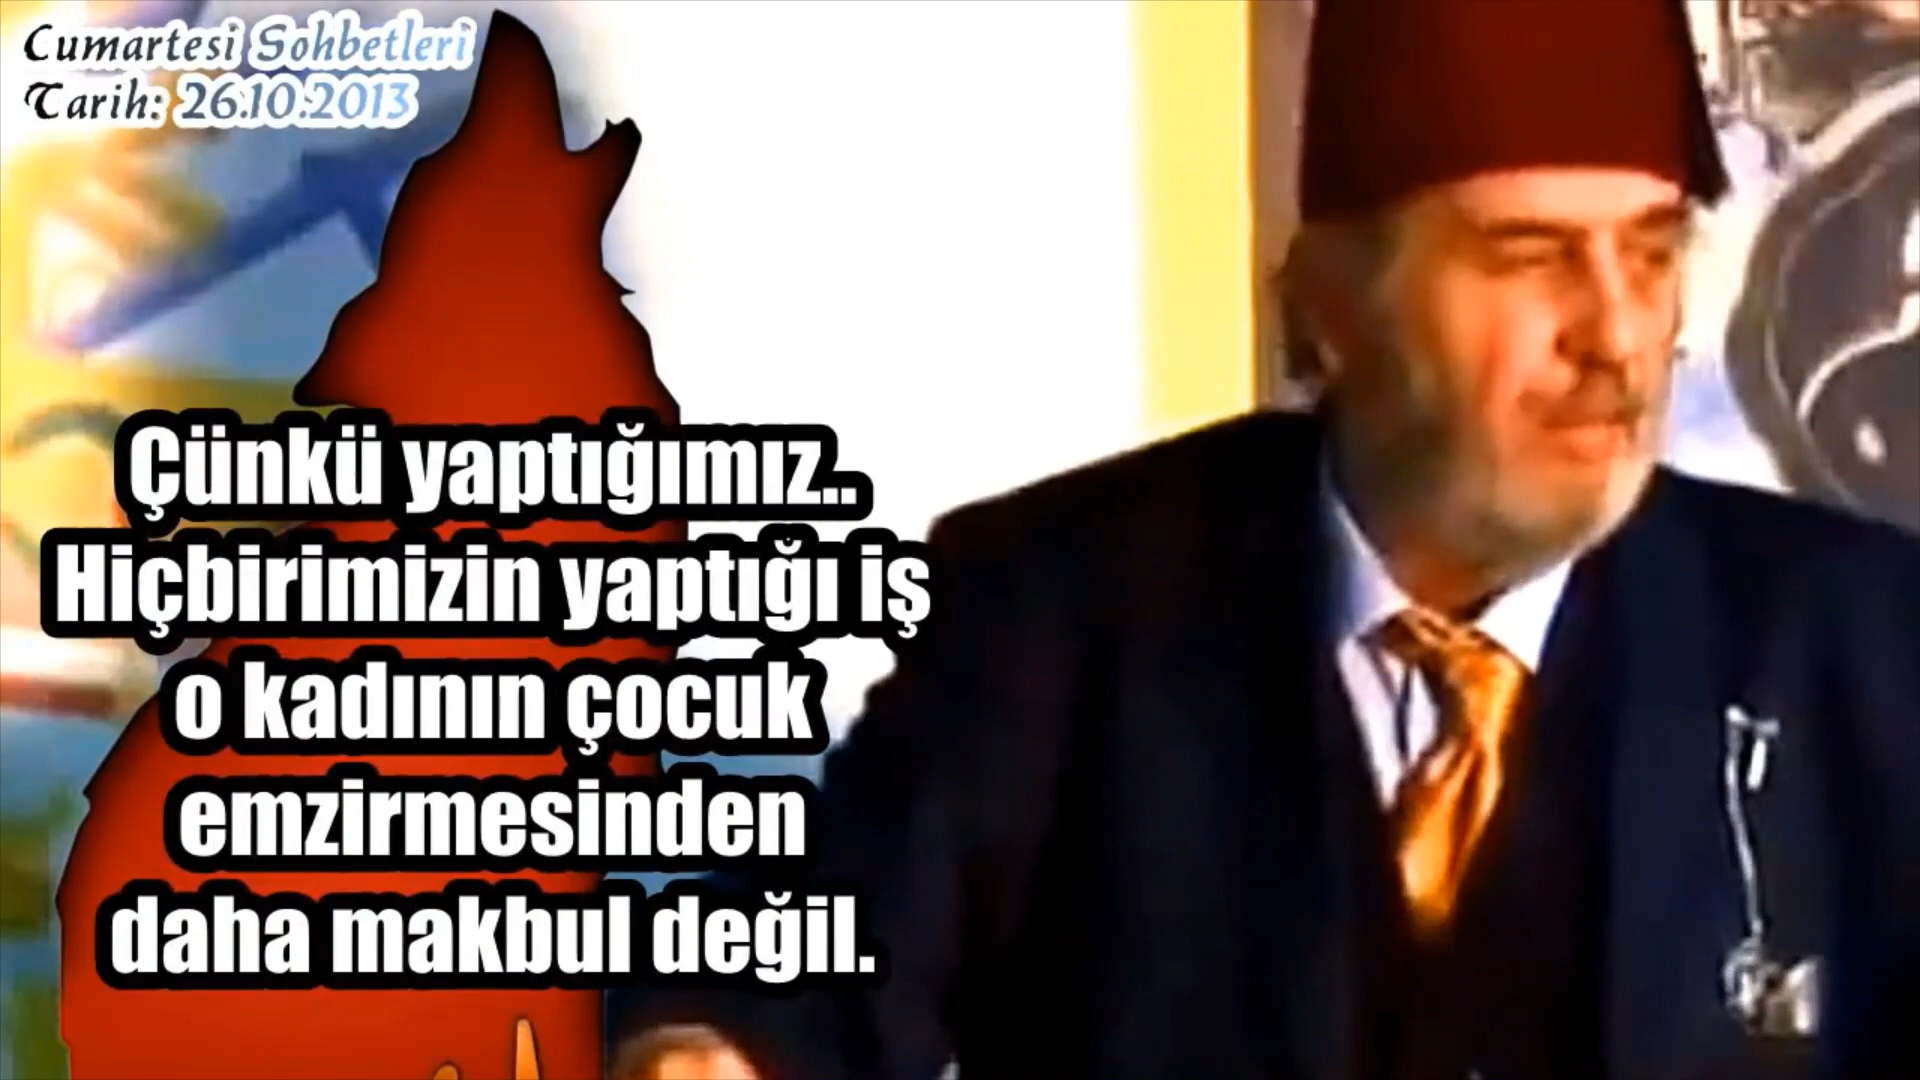 Cumartesi Sohbetleri
Tarih: 26.10.2013
Çünkü yaptığımız..
Hiçbirimizin yaptığı iş
o kadının çocuk
emzirmesinden
daha makbul değil.